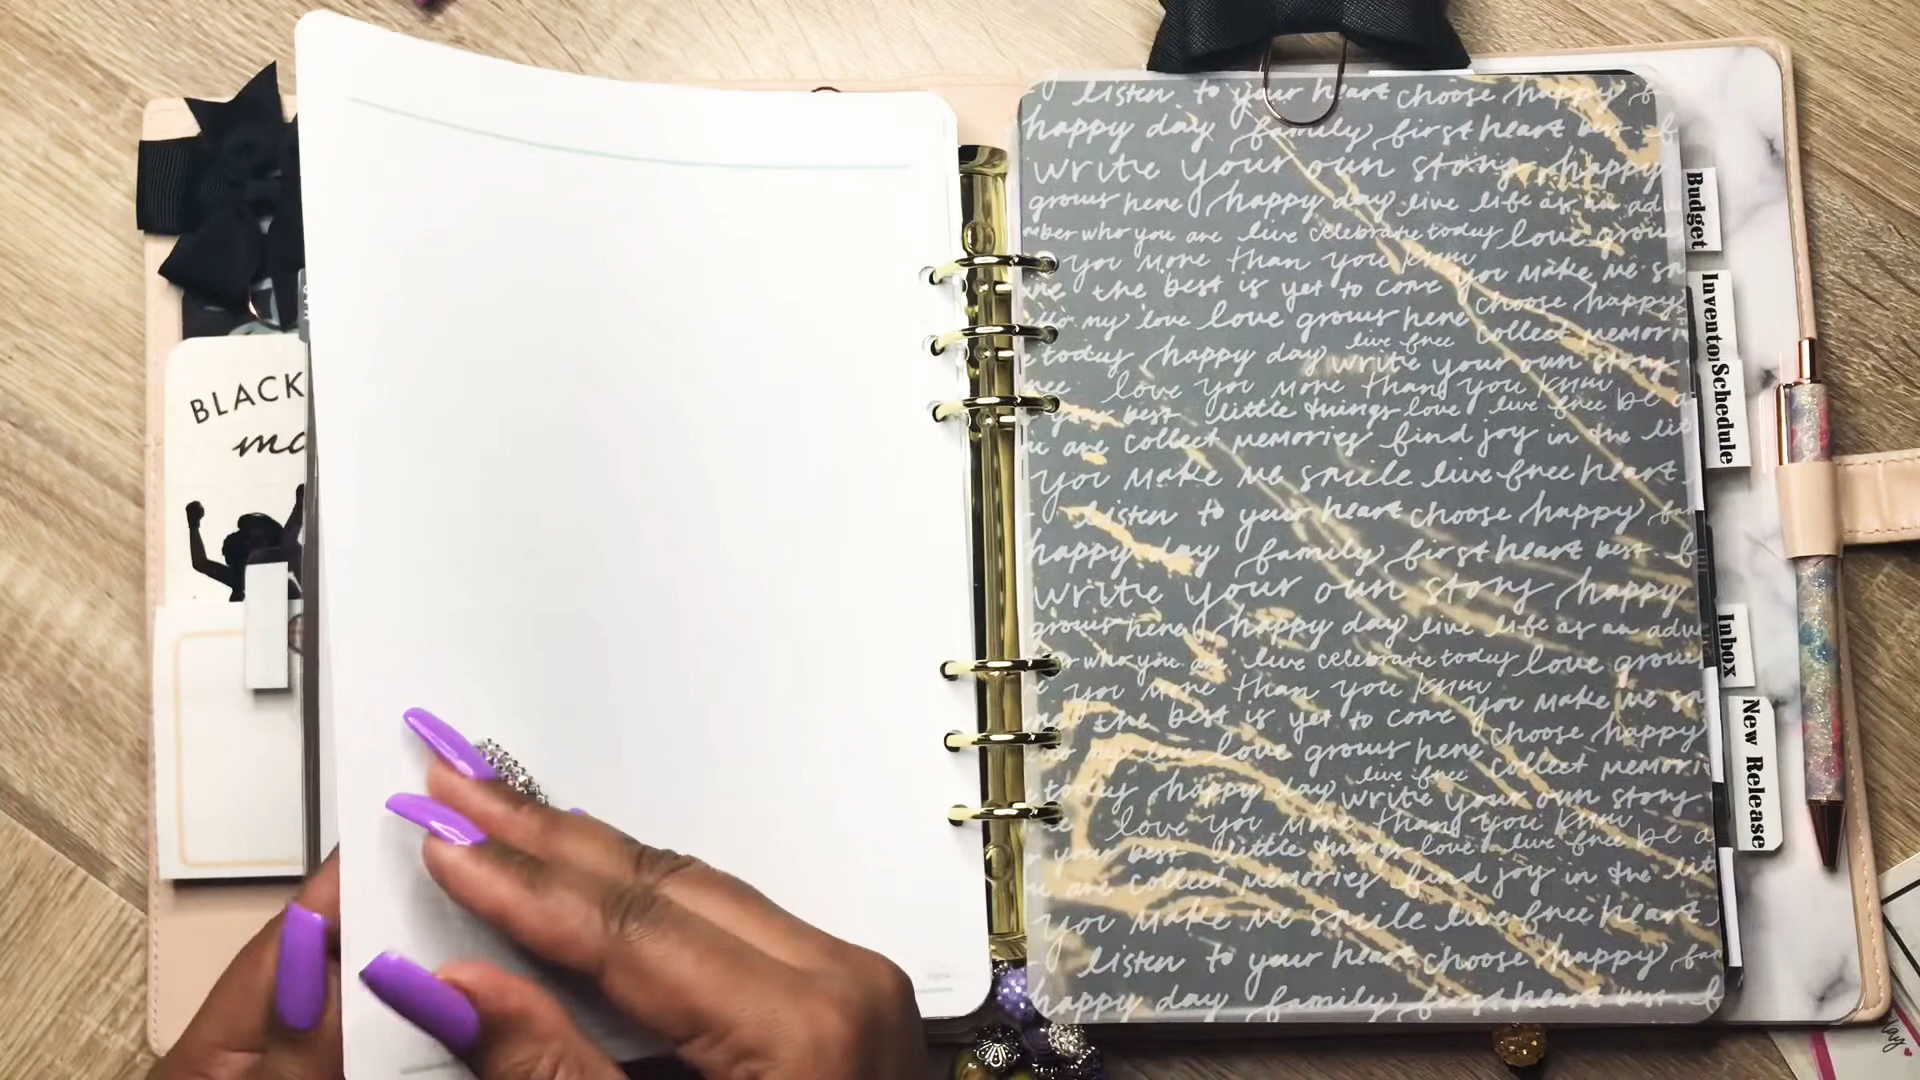 BLACK
listen to your heart choose happy
happy day family first heart best
write your own story happy
grows here happy day live life as an
who you are live celebrate today love grows
you more than you know
the best is yet to come you make me
my love love grows here choose happy
live free collect
today happy day write your own story
love you more than you know
your best little things love live free be a
are collect memories find joy in the
you make me smile live free heart
listen to your heart choose happy
happy day family first heart best
write your own story happy
grows here happy day live life as an
who you are live celebrate today love grows
you more than you know
the best is yet to come you make me
love love grows here choose happy
live free collect
today happy day write your own story
love you more than you know
your best little things love live free be a
are collect memories find joy in the
you make me smile live free heart
listen to your heart choose happy
happy day family first heart best
Budget
Schedule
Inbox
New Release